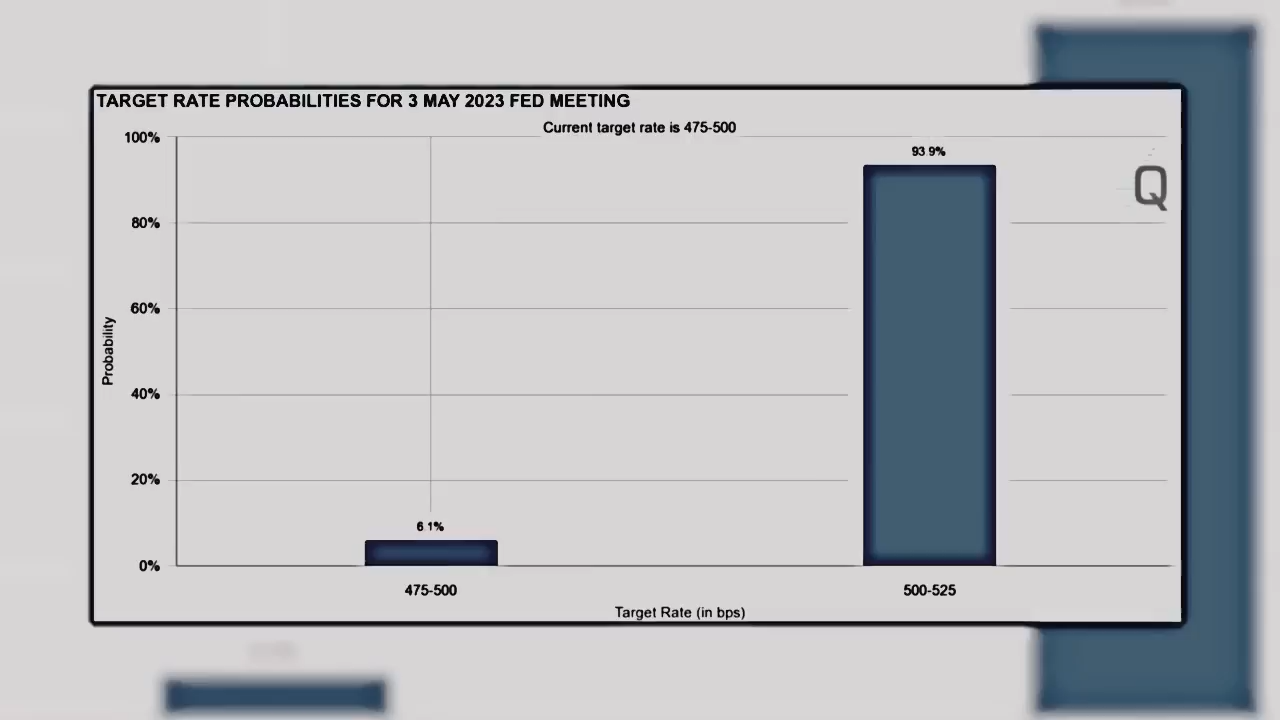 TARGET RATE PROBABILITIES FOR 3 MAY 2023 FED MEETING
Current target rate is 475-500
100%
93 9%
Q
80%
60%
Probability
40%
20%
6 1%
0%
475-500
500-525
Target Rate (in bps)